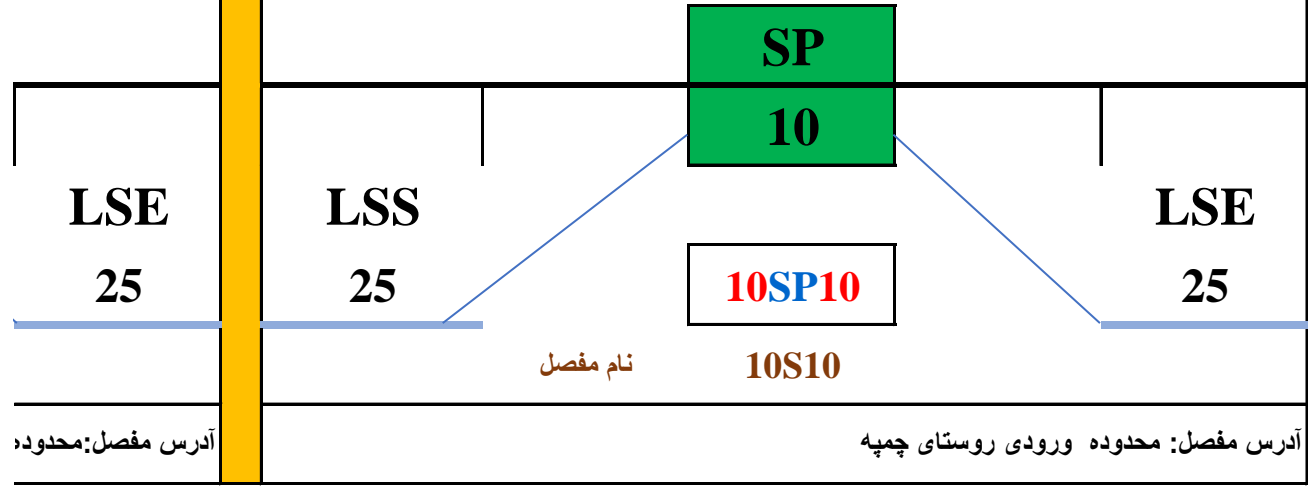 SP
10
LSE LSS LSE
25 25 25
10SP10
نام مفصل 10S10
آدرس مفصل: محدوده ورودی روستای چمپه
آدرس مفصل:محدوده